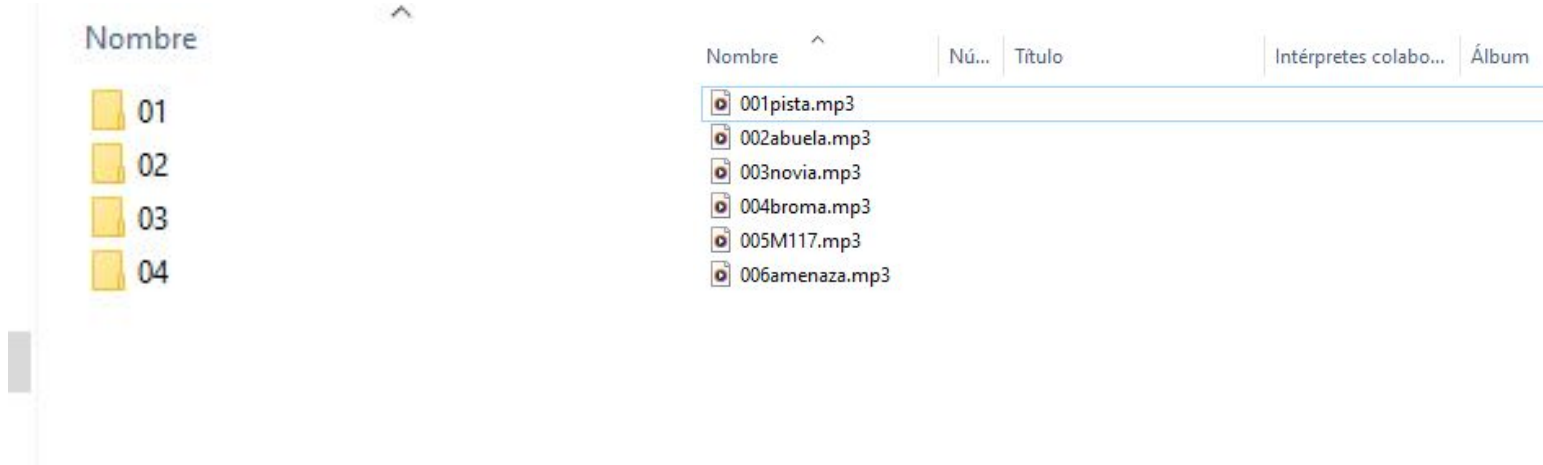 Nombre
01
02
03
04
Nombre Nú... Título Intérpretes colabo... Álbum
001pista.mp3
002abuela.mp3
003novia.mp3
004broma.mp3
005M117.mp3
006amenaza.mp3